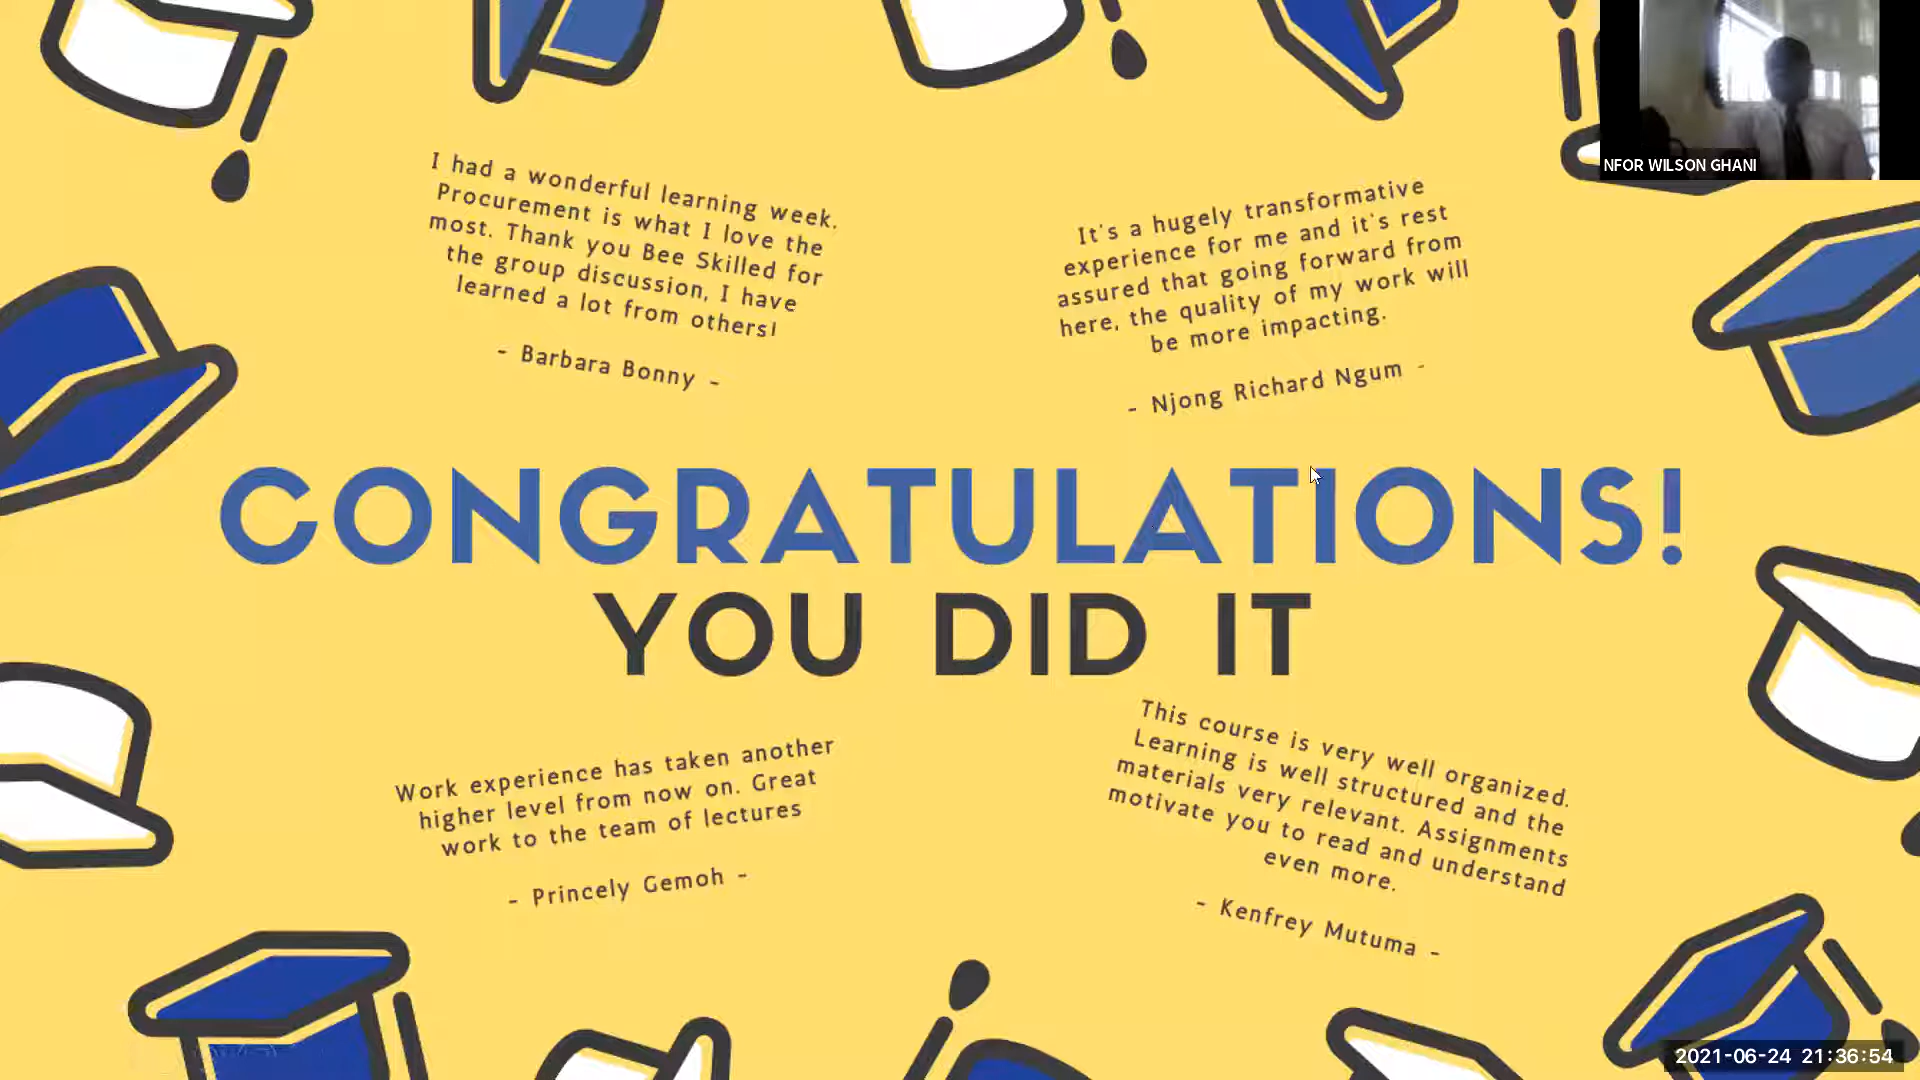 NFOR WILSON GHANI
I had a wonderful learning week.
Procurement is what I love the
most. Thank you Bee Skilled for
the group discussion, I have
learned a lot from others!
- Barbara Bonny -
It's a hugely transformative
experience for me and it's rest
assured that going forward from
here, the quality of my work will
be more impacting.
- Njong Richard Ngum -
CONGRATULATIONS!
YOU DID IT
Work experience has taken another
higher level from now on. Great
work to the team of lectures
- Princely Gemoh -
This course is very well organized.
Learning is well structured and the
materials very relevant. Assignments
motivate you to read and understand
even more.
- Kenfrey Mutuma -
2021-06-24 21:36:54